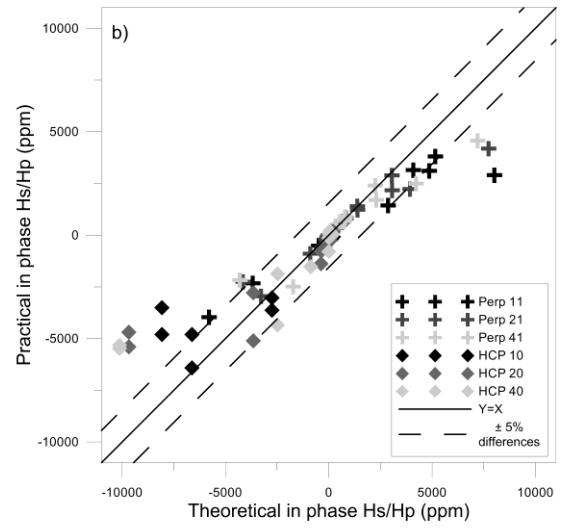 b)
Practical in phase Hs/Hp (ppm)
10000
5000
0
-5000
-10000
-10000 -5000 0 5000 10000
Theoretical in phase Hs/Hp (ppm)
Perp 11
Perp 21
Perp 41
HCP 10
HCP 20
HCP 40
Y=X
± 5%
differences